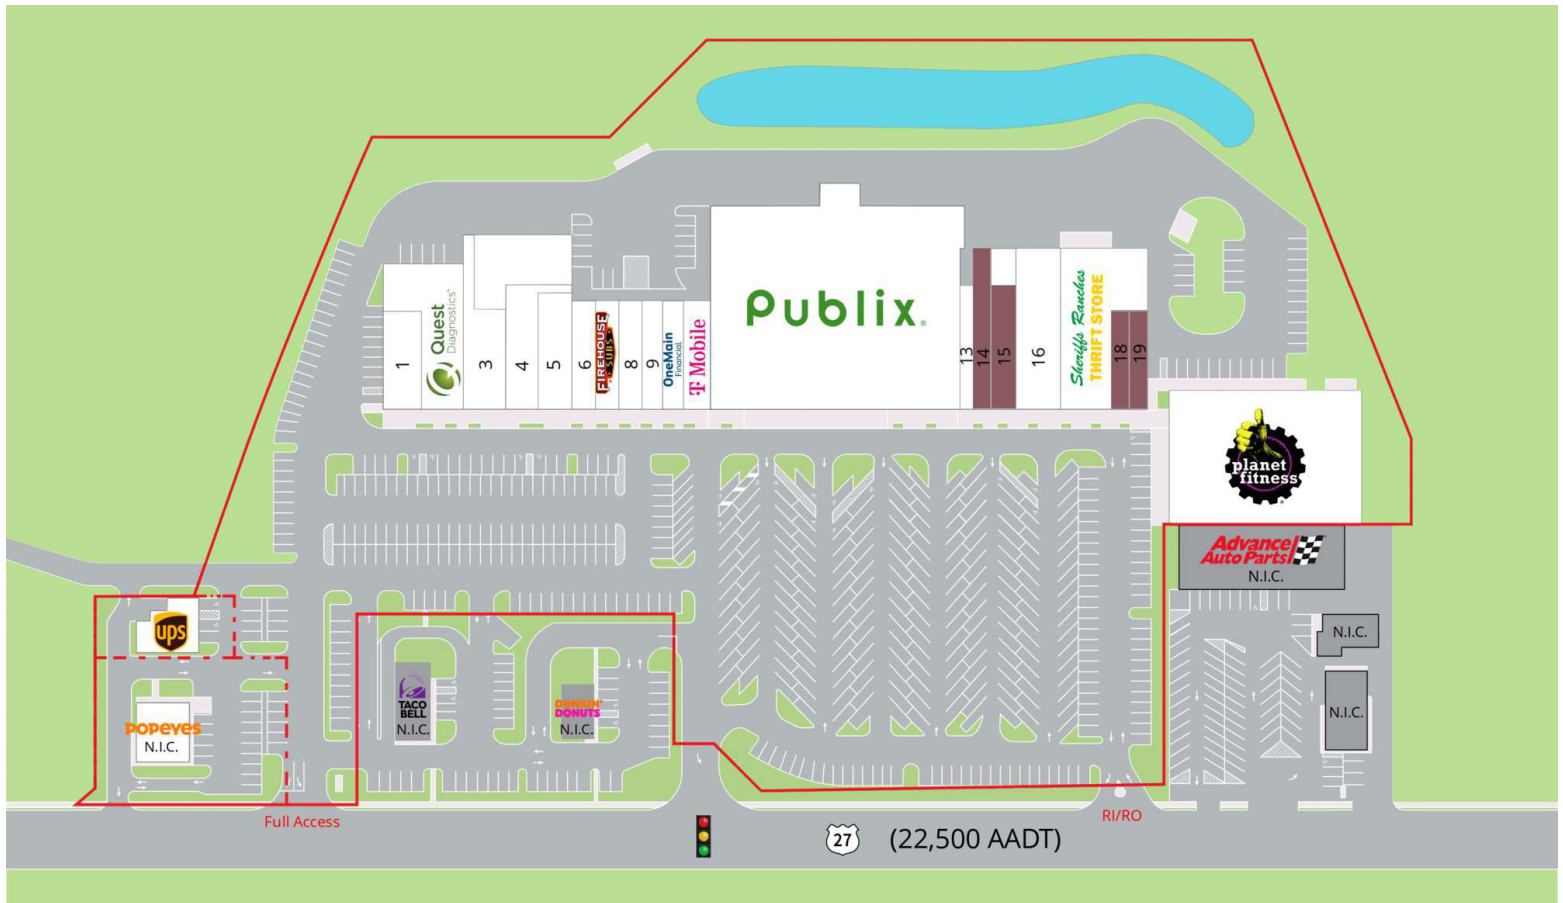 Publix
1
Quest
Diagnostics™
3
4
5
6
FIREHOUSE
SUBS
8
9
OneMain
Financial.
T Mobile
13
14
15
16
Sheriffs Ranches
THRIFT STORE
18
19
planet
fitness
Advance
Auto Parts
N.I.C.
N.I.C.
N.I.C.
ups
POPEYES
N.I.C.
TACO
BELL
N.I.C.
DUNKIN'
DONUTS
N.I.C.
Full Access
RI/RO
27
(22,500 AADT)